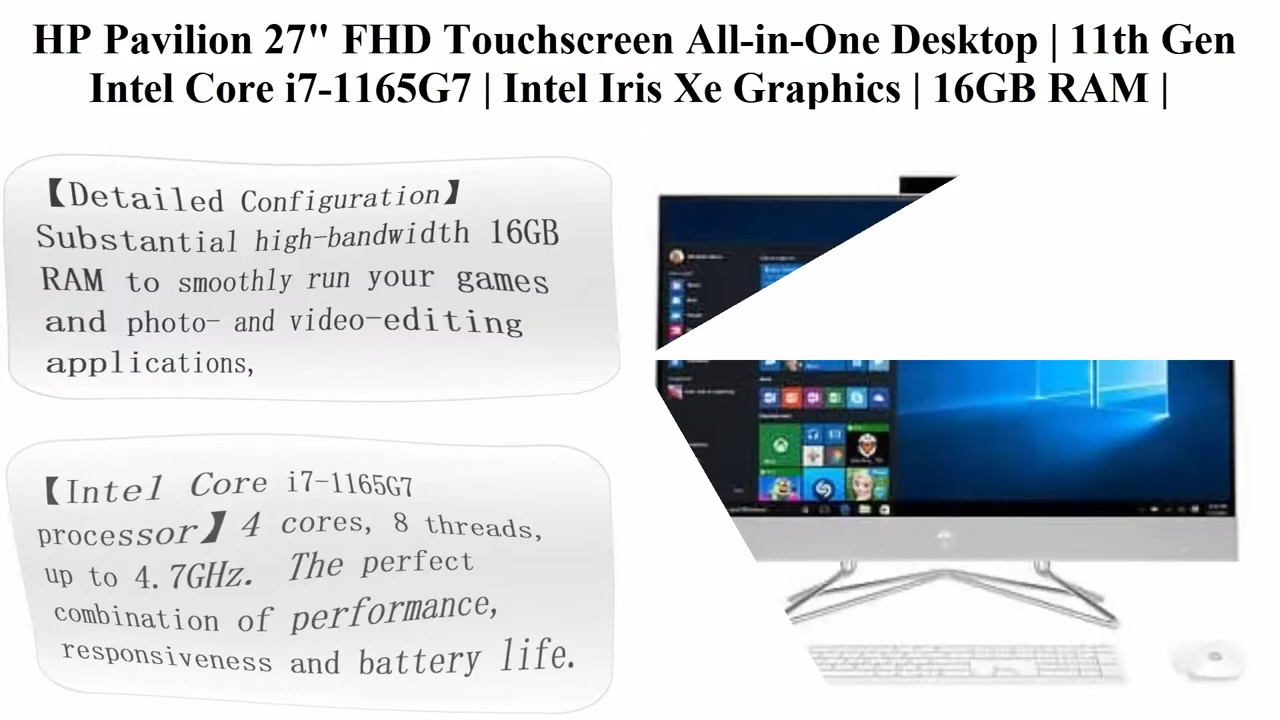 HP Pavilion 27" FHD Touchscreen All-in-One Desktop | 11th Gen
Intel Core i7-1165G7 | Intel Iris Xe Graphics | 16GB RAM |
【Detailed Configuration】
Substantial high-bandwidth 16GB
RAM to smoothly run your games
and photo- and video-editing
applications,
【Intel Core i7-1165G7
processor】4 cores, 8 threads,
up to 4.7GHz. The perfect
combination of performance,
responsiveness and battery life.